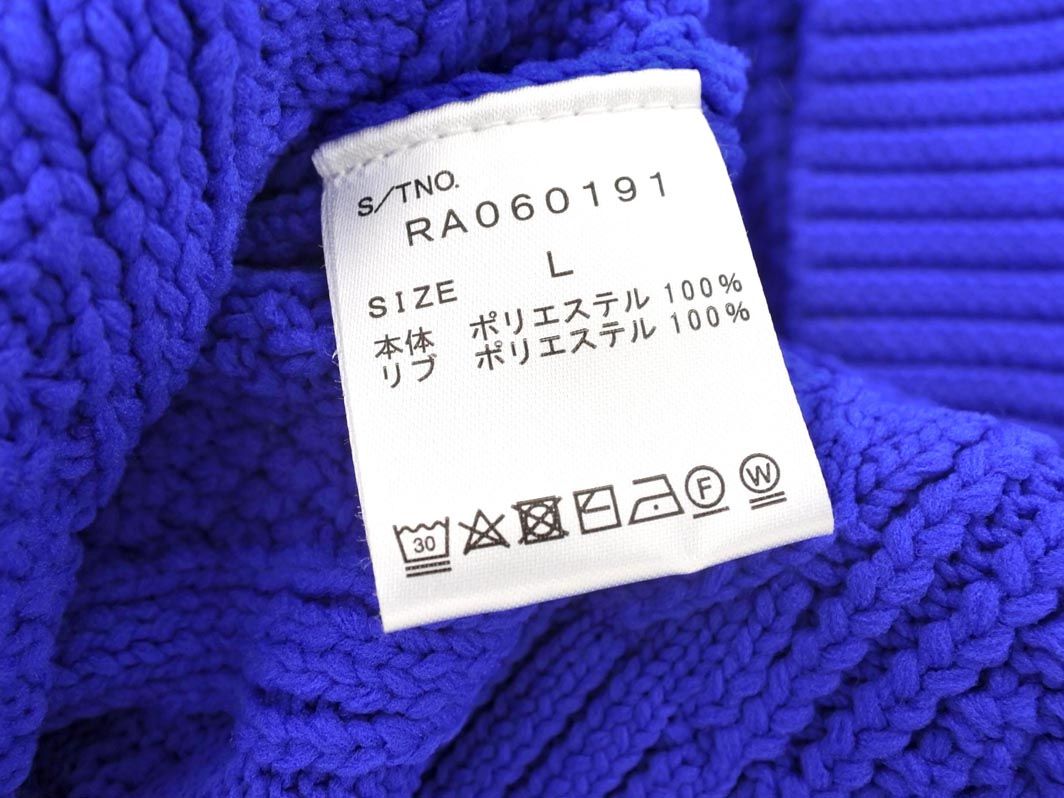 S/TNO.
RA060191
SIZE L
本体 ポリエステル 100%
リブ ポリエステル 100%
30 F W